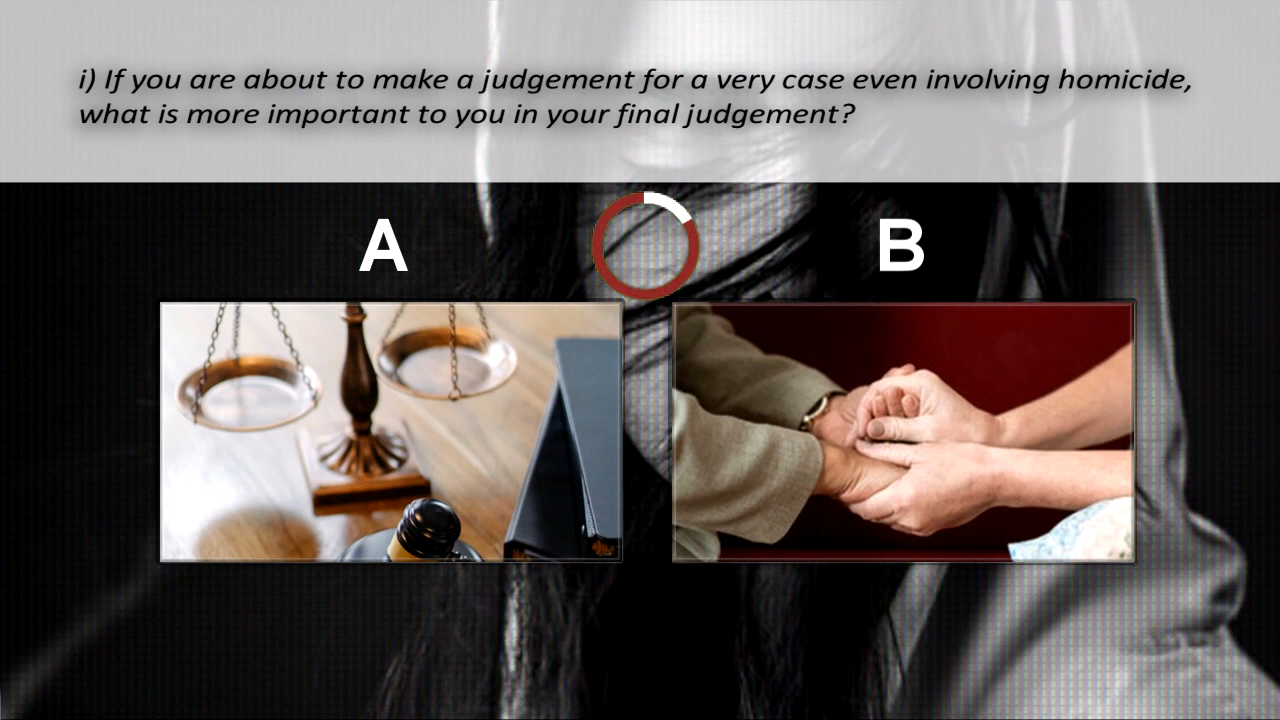 i) If you are about to make a judgement for a very case even involving homicide,
what is more important to you in your final judgement?
A
B